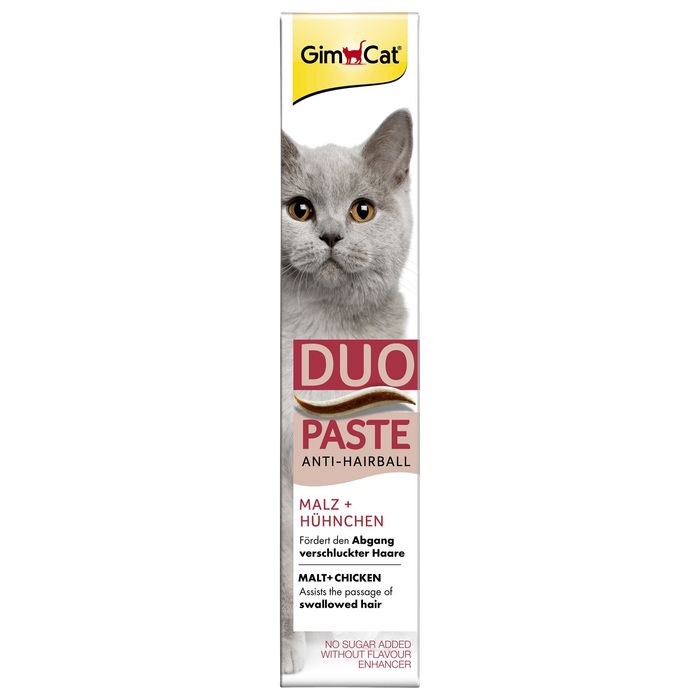 GimCat®
DUO
PASTE
ANTI-HAIRBALL
MALZ +
HÜHNCHEN
Fördert den Abgang
verschluckter Haare
MALT+CHICKEN
Assists the passage of
swallowed hair
NO SUGAR ADDED
WITHOUT FLAVOUR
ENHANCER